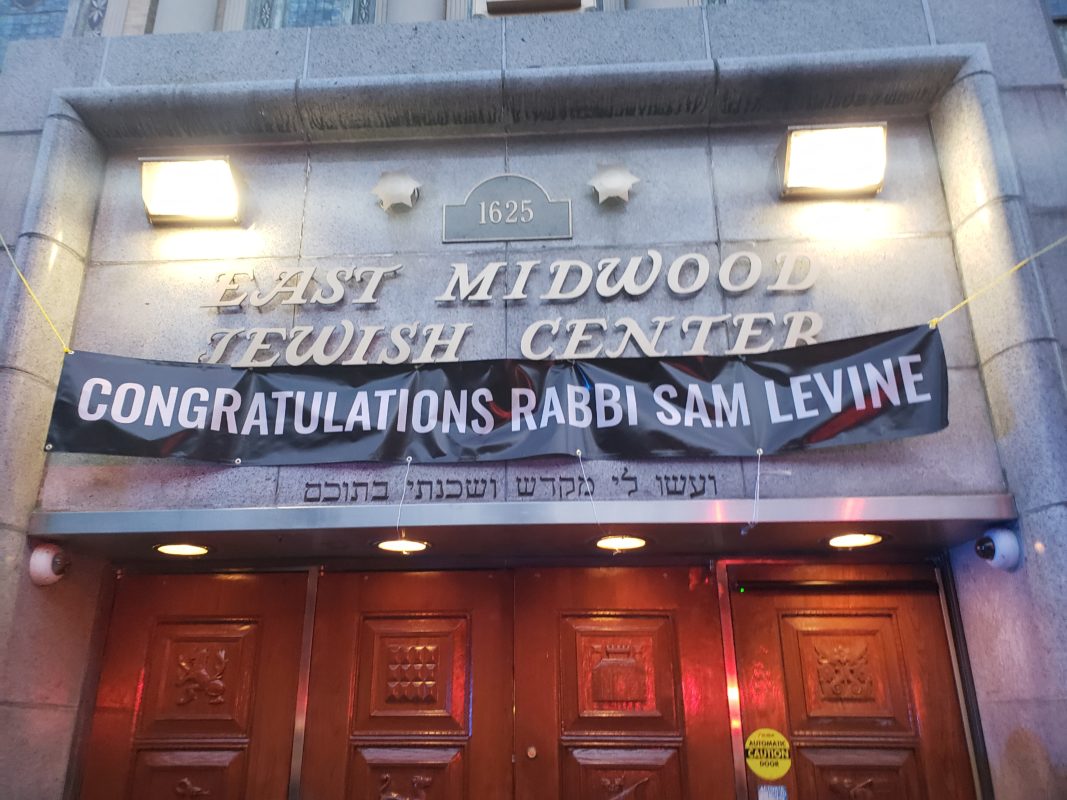 1625
EAST MIDWOOD
JEWISH CENTER
CONGRATULATIONS RABBI SAM LEVINE
ועשו לי מקדש ושכנתי בתוכם
AUTOMATIC
CAUTION
DOOR